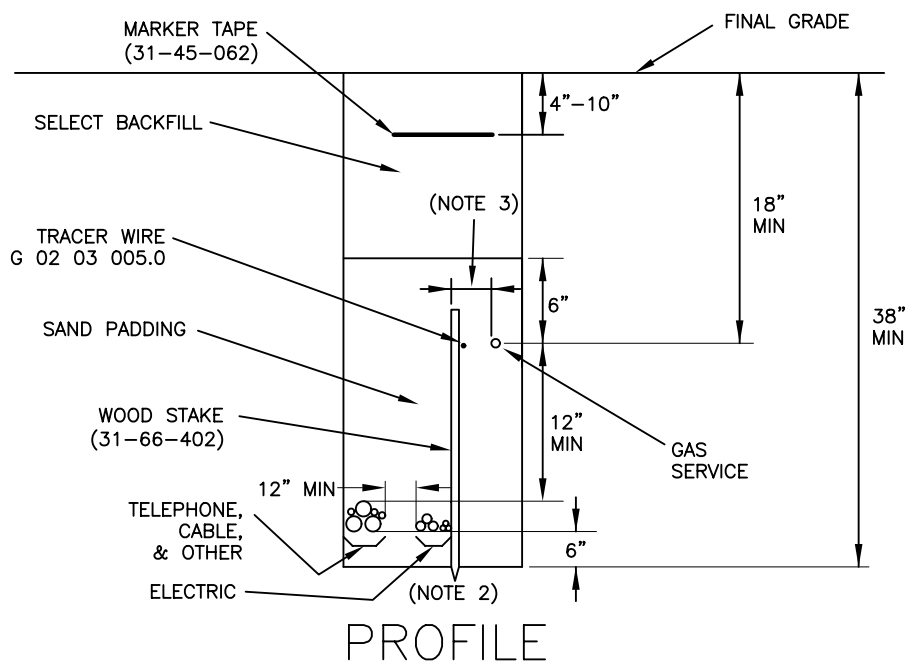 MARKER TAPE
(31-45-062)
FINAL GRADE
4"-10"
SELECT BACKFILL
(NOTE 3)
18"
MIN
TRACER WIRE
G 02 03 005.0
6"
38"
MIN
SAND PADDING
WOOD STAKE
(31-66-402)
12"
MIN
GAS
SERVICE
12" MIN
TELEPHONE,
CABLE,
& OTHER
6"
ELECTRIC
(NOTE 2)
PROFILE